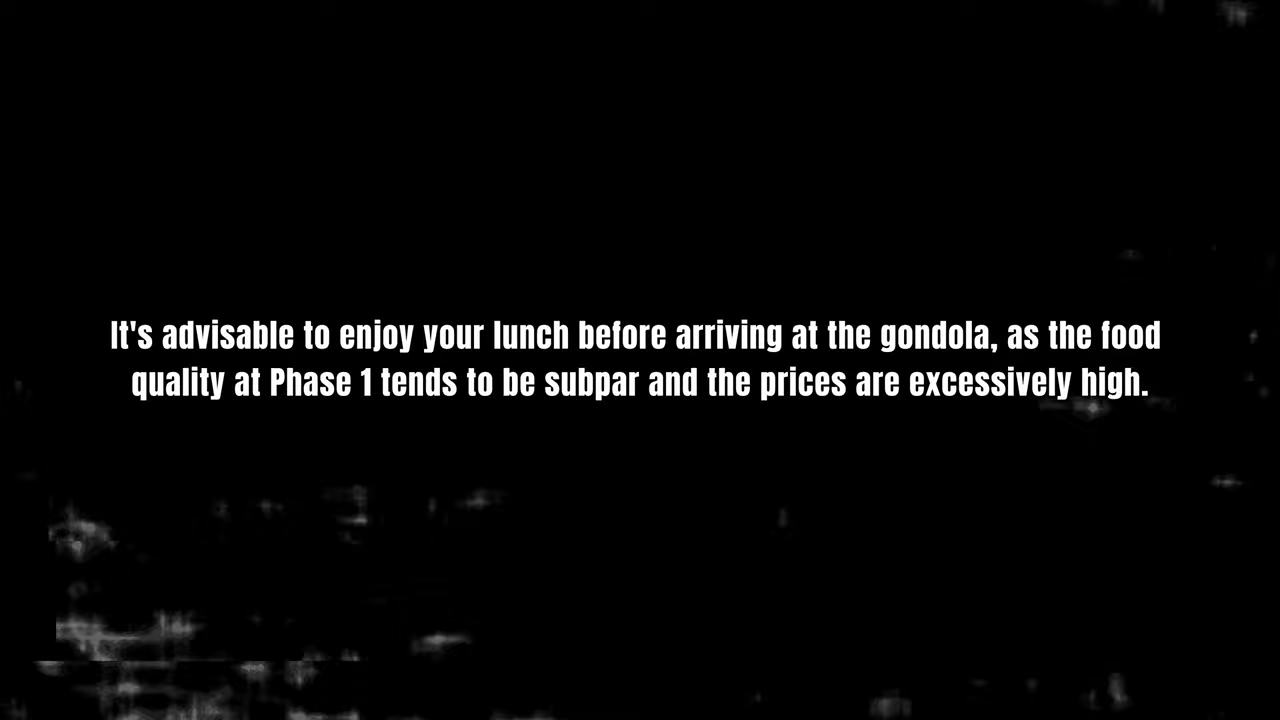 It's advisable to enjoy your lunch before arriving at the gondola, as the food
quality at Phase 1 tends to be subpar and the prices are excessively high.